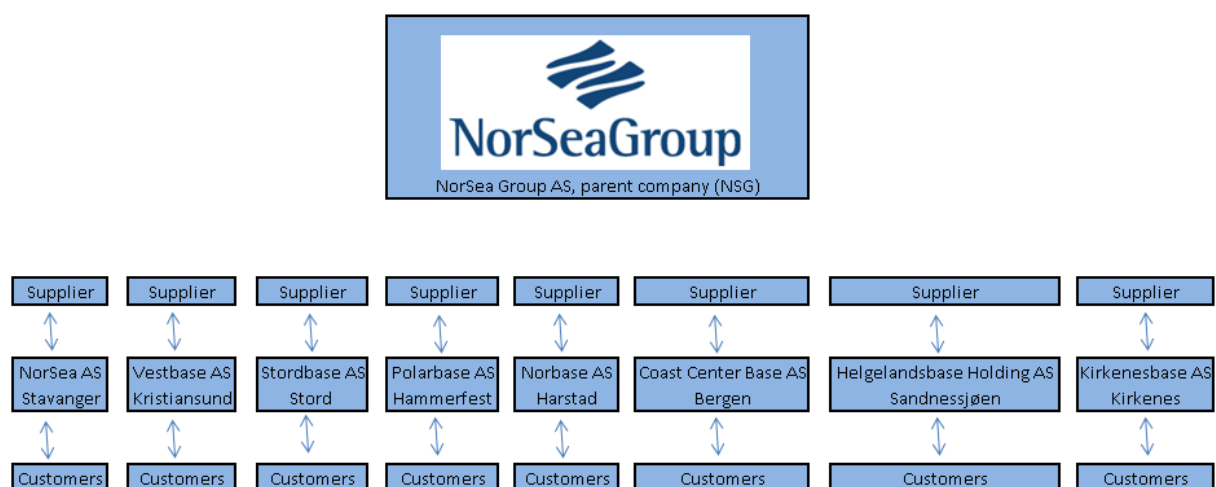 NorSeaGroup
NorSea Group AS, parent company (NSG)
Supplier Supplier Supplier Supplier Supplier Supplier Supplier Supplier
NorSea AS Vestbase AS Stordbase AS Polarbase AS Norbase AS Coast Center Base AS Helgelandsbase Holding AS Kirkenesbase AS
Stavanger Kristiansund Stord Hammerfest Harstad Bergen Sandnessjøen Kirkenes
Customers Customers Customers Customers Customers Customers Customers Customers